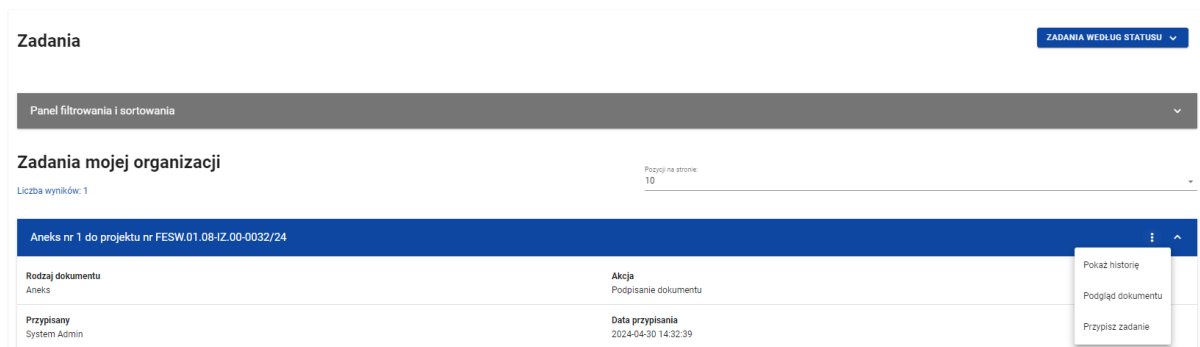 Zadania
ZADANIA WEDŁUG STATUSU
Panel filtrowania i sortowania
Zadania mojej organizacji
Pozycji na stronie:
10
Liczba wyników: 1
Aneks nr 1 do projektu nr FESW.01.08-IZ.00-0032/24
Pokaż historię
Podgląd dokumentu
Przypisz zadanie
Rodzaj dokumentu
Aneks
Akcja
Podpisanie dokumentu
Przypisany
System Admin
Data przypisania
2024-04-30 14:32:39